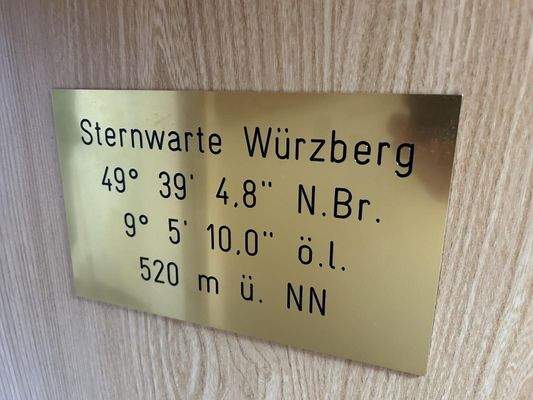 Sternwarte Würzberg
49° 39' 4,8" N.Br.
9° 5' 10,0" ö.l.
520 m ü. NN